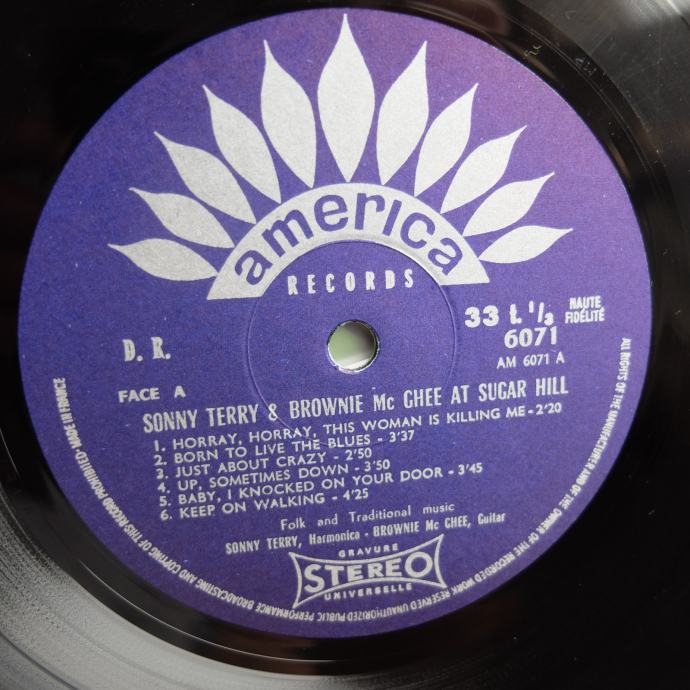 america
RECORDS
D. R.
33 t. 1/3
HAUTE
FIDÉLITÉ
6071
AM 6071 A
FACE A
SONNY TERRY & BROWNIE Mc GHEE AT SUGAR HILL
1. HORRAY, HORRAY, THIS WOMAN IS KILLING ME - 2'20
2. BORN TO LIVE THE BLUES - 3'37
3. JUST ABOUT CRAZY - 2'50
4. UP, SOMETIMES DOWN - 3'50
5. BABY, I KNOCKED ON YOUR DOOR - 3'45
6. KEEP ON WALKING - 4'25
Folk and Traditional music
SONNY TERRY, Harmonica - BROWNIE Mc GHEE, Guitar
GRAVURE
STEREO
UNIVERSELLE
ALL RIGHTS OF THE MANUFACTURER AND OF THE OWNER OF THE RECORDED WORK RESERVED UNAUTHORIZED PUBLIC PERFORMANCE BROADCASTING AND COPYING OF THIS RECORD PROHIBITED MADE IN FRANCE